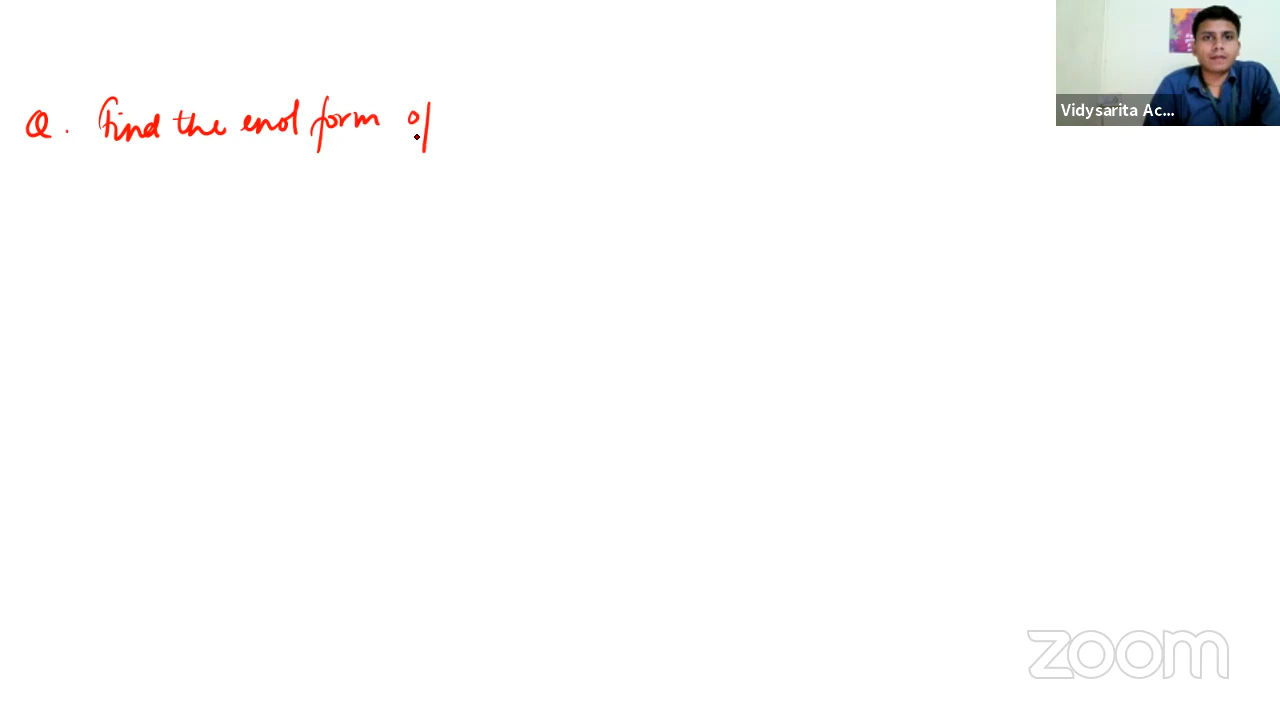 Q. Find the enol form of
Vidysarita Ac...
zoom